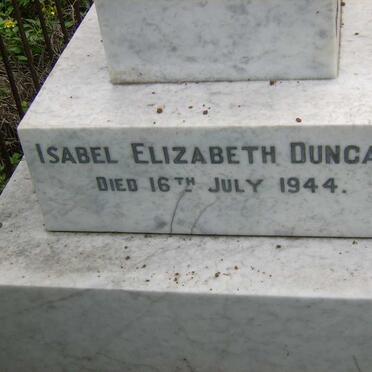 ISABEL ELIZABETH DUNCA
DIED 16TH JULY 1944.